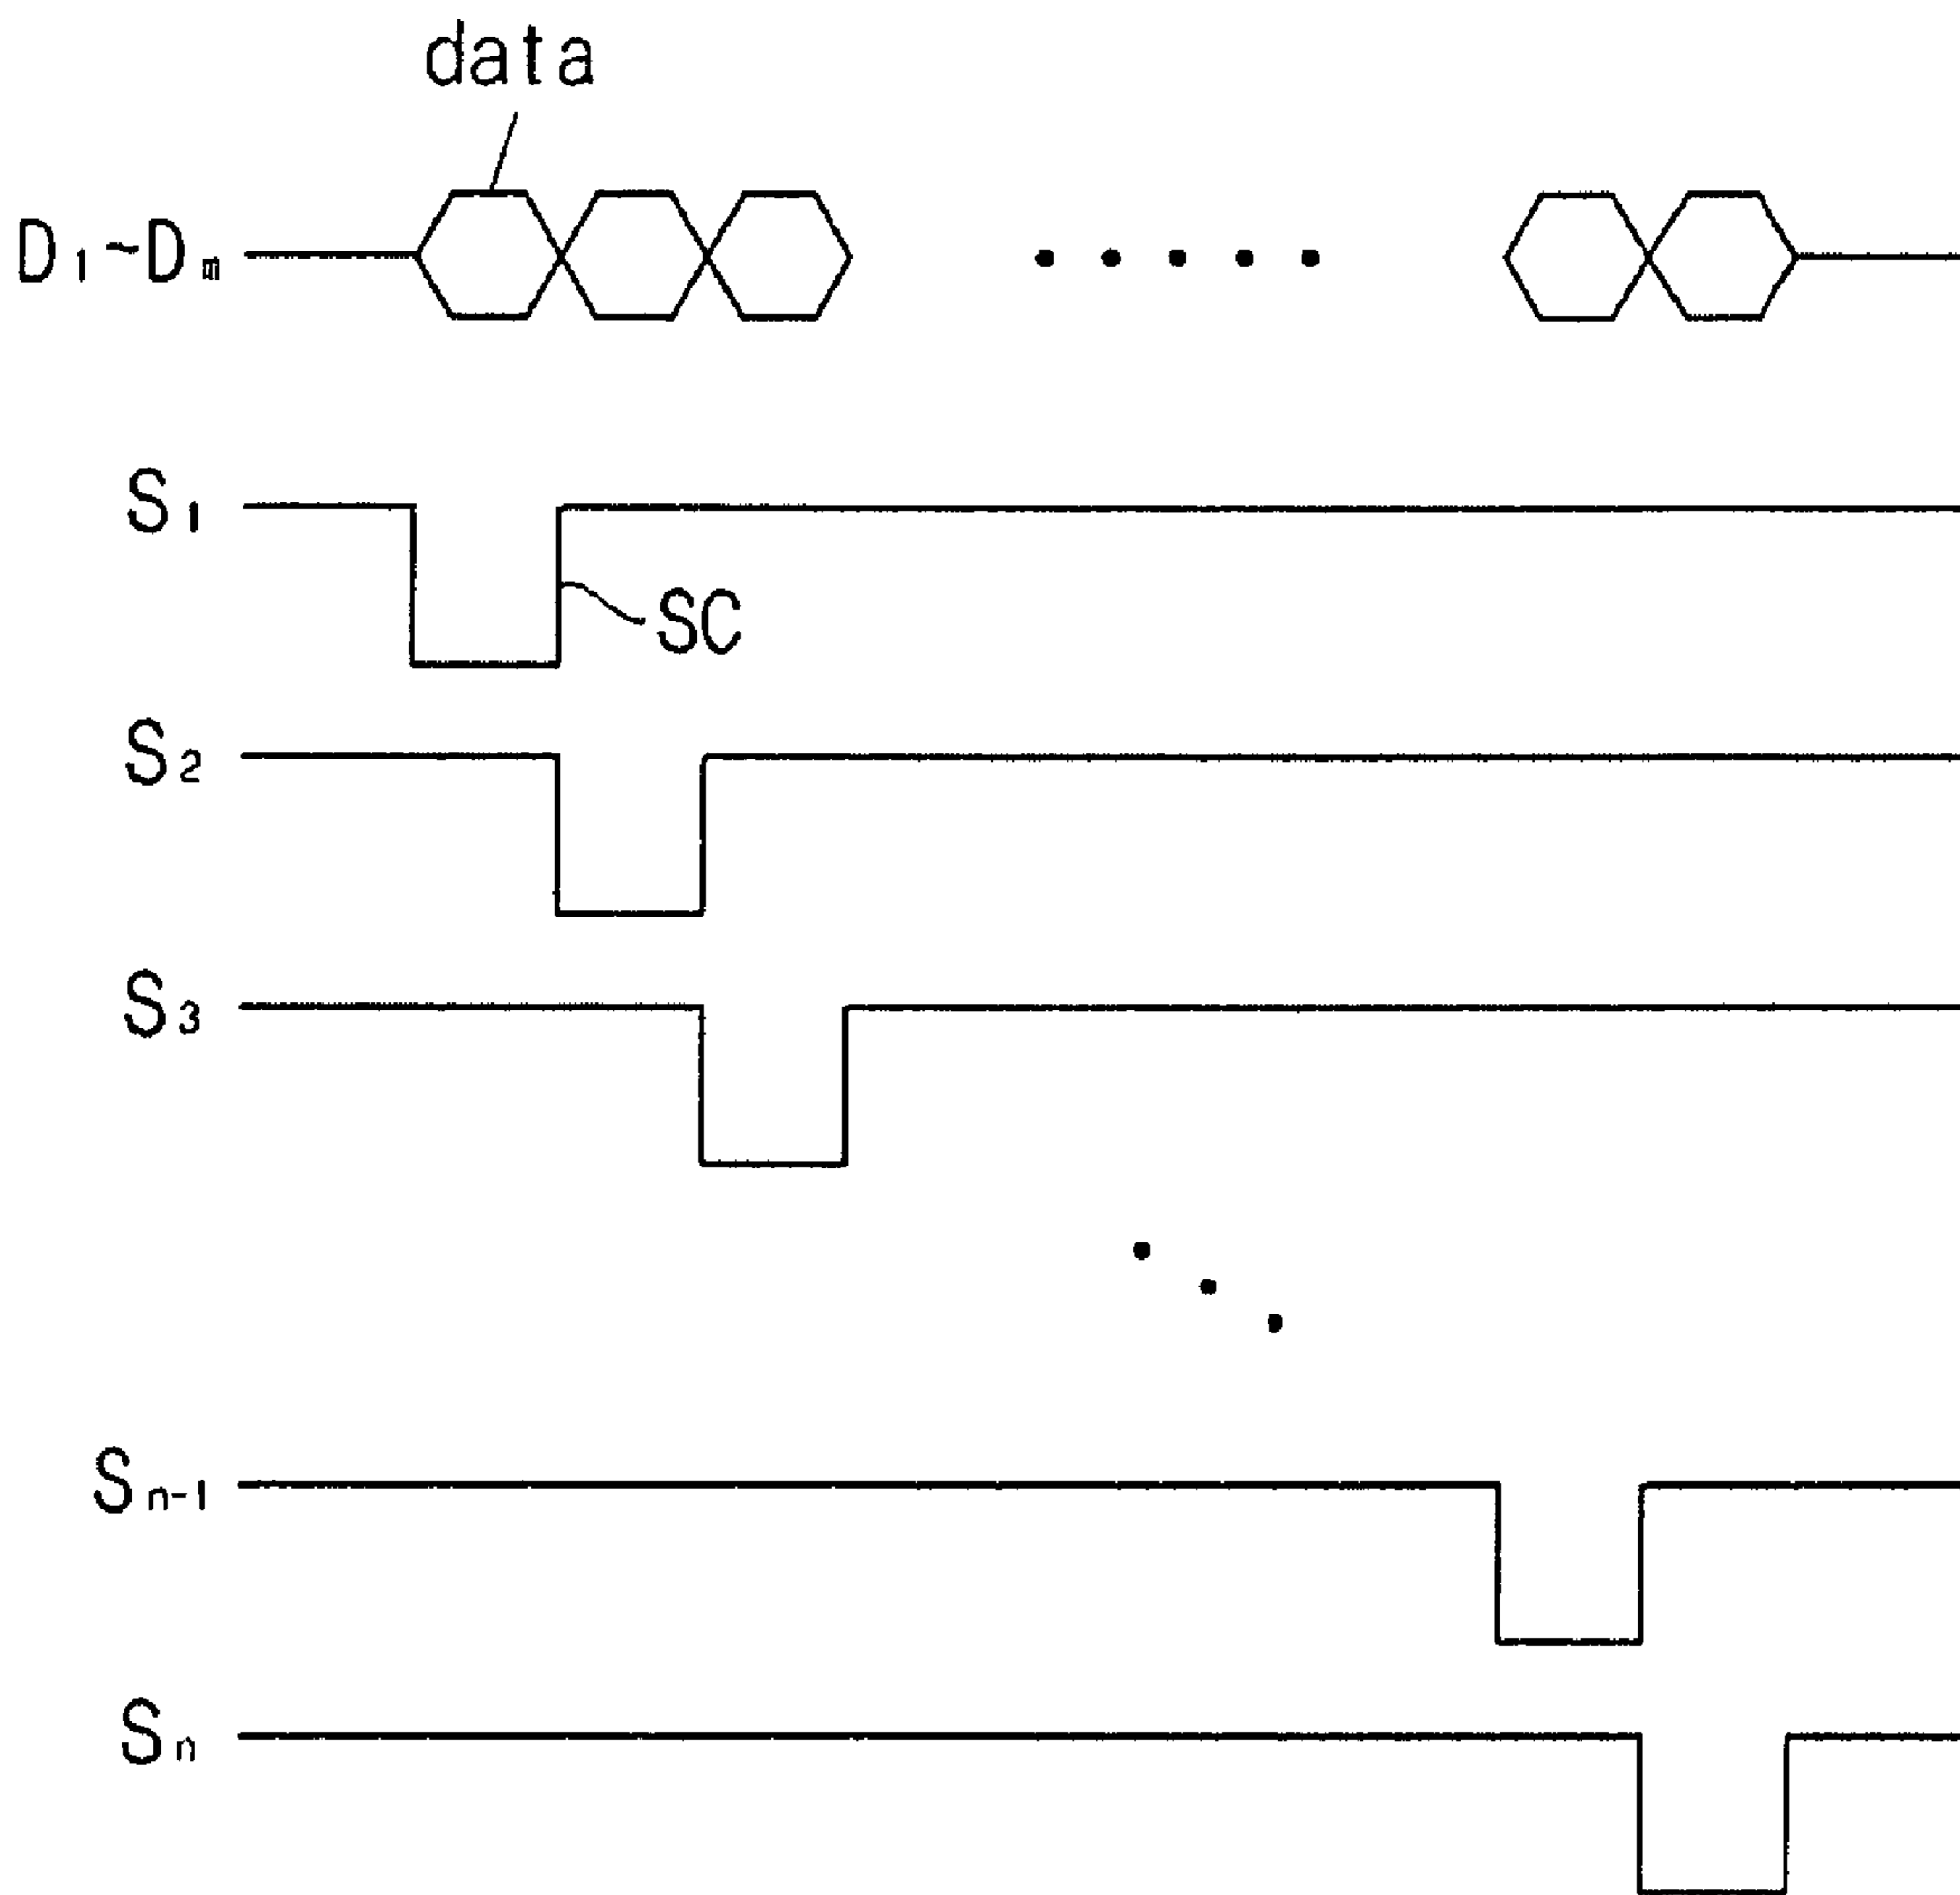 data
D₁~Dₘ
S₁
SC
S₂
S₃
Sₙ₋₁
Sₙ